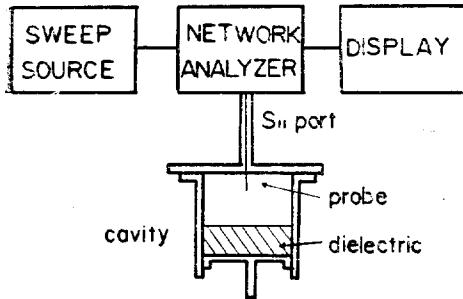 SWEEP
SOURCE
NETWORK
ANALYZER
DISPLAY
S₁₁ port
probe
cavity
dielectric